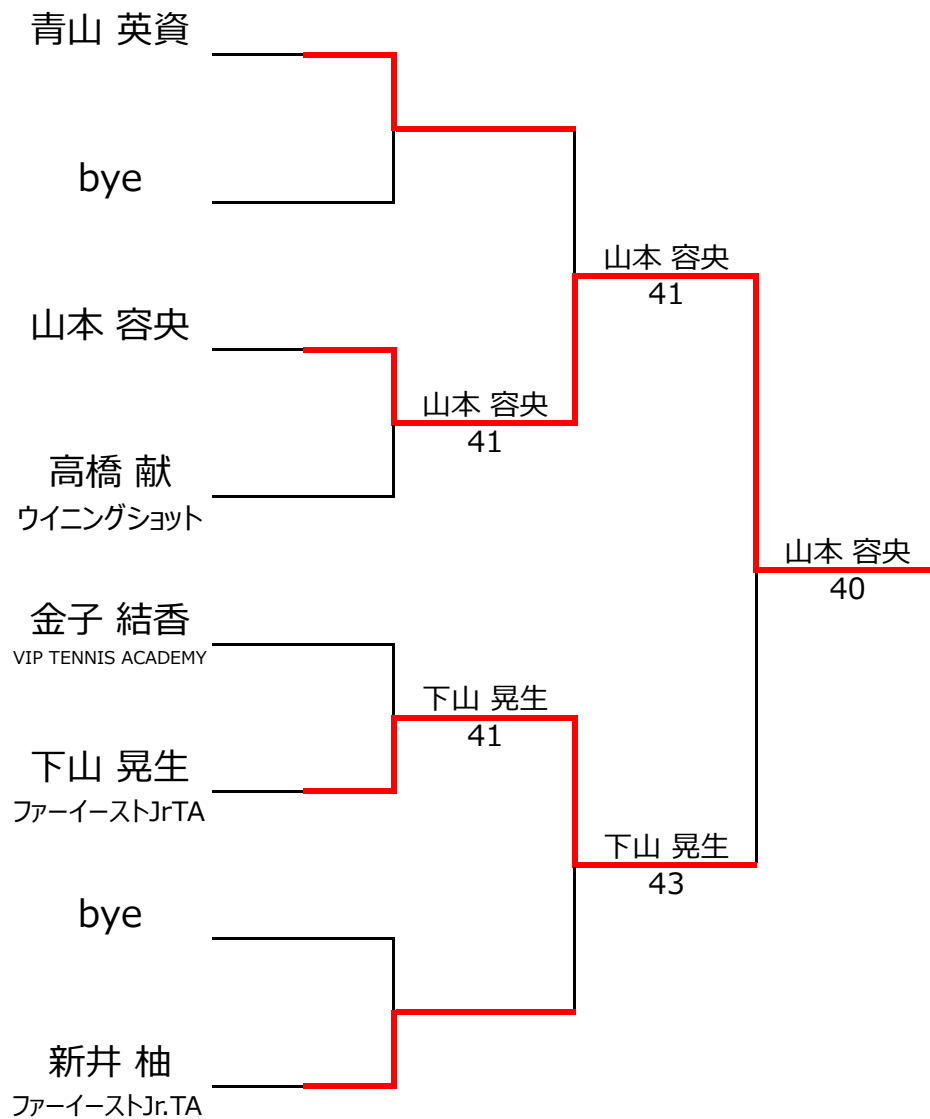 青山 英資
bye
山本 容央
41
山本 容央
山本 容央
41
高橋 献
ウイニングショット
山本 容央
40
金子 結香
VIP TENNIS ACADEMY
下山 晃生
41
下山 晃生
ファーイーストJrTA
下山 晃生
43
bye
新井 柚
ファーイーストJr.TA